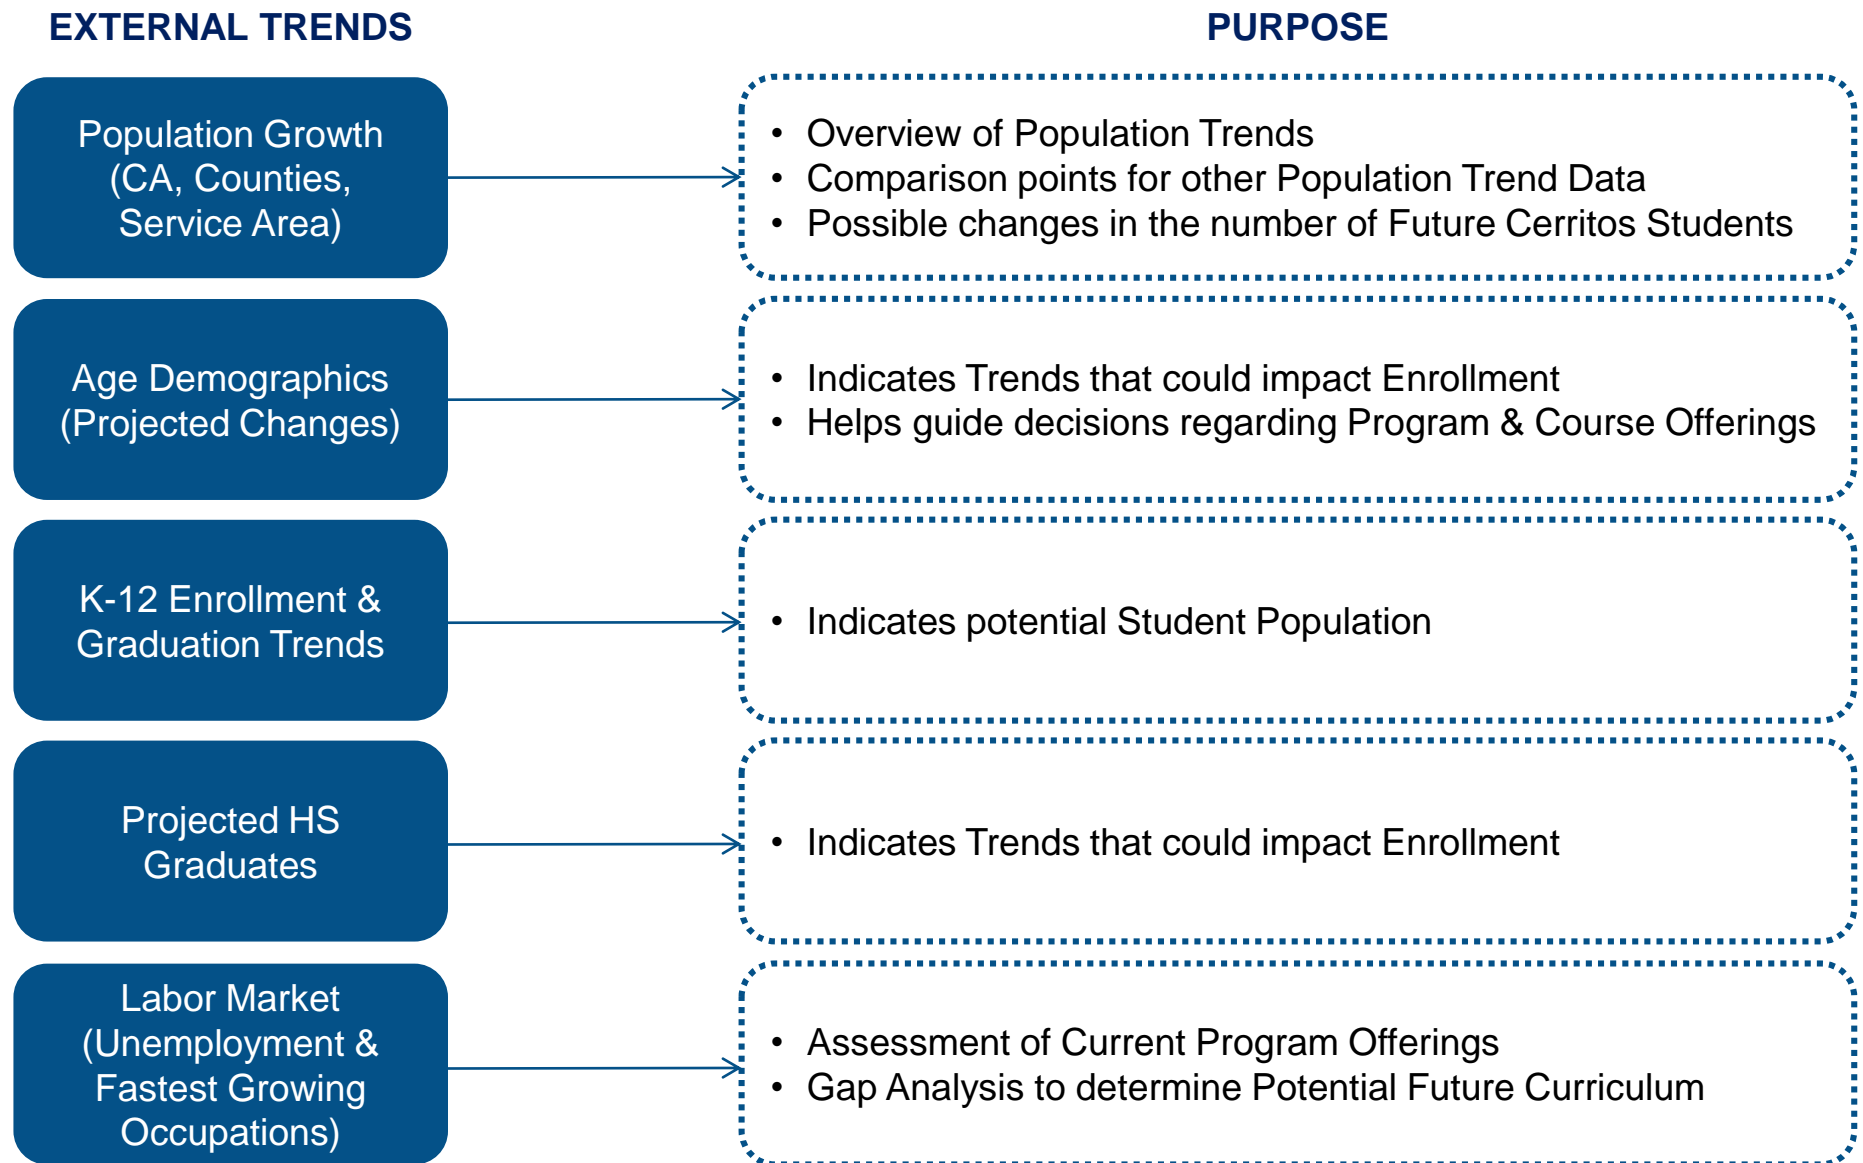 EXTERNAL TRENDS
PURPOSE
Population Growth
(CA, Counties,
Service Area)
• Overview of Population Trends
• Comparison points for other Population Trend Data
• Possible changes in the number of Future Cerritos Students
Age Demographics
(Projected Changes)
• Indicates Trends that could impact Enrollment
• Helps guide decisions regarding Program & Course Offerings
K-12 Enrollment &
Graduation Trends
• Indicates potential Student Population
Projected HS
Graduates
• Indicates Trends that could impact Enrollment
Labor Market
(Unemployment &
Fastest Growing
Occupations)
• Assessment of Current Program Offerings
• Gap Analysis to determine Potential Future Curriculum